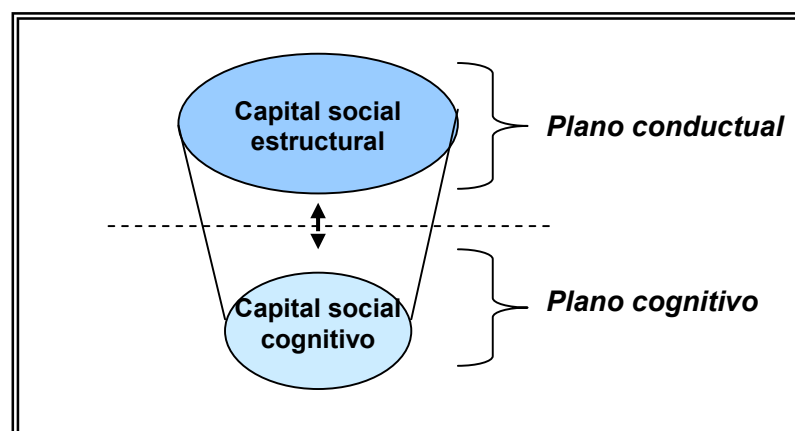 Capital social
estructural
Plano conductual
Capital social
cognitivo
Plano cognitivo